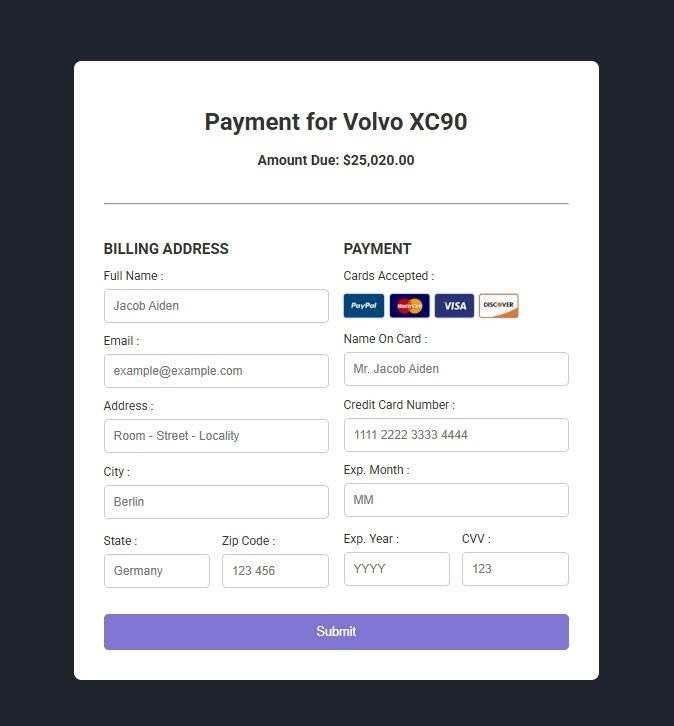 Payment for Volvo XC90
Amount Due: $25,020.00
BILLING ADDRESS
Full Name :
Jacob Aiden
Email :
example@example.com
Address :
Room - Street - Locality
City :
Berlin
State :
Zip Code :
Germany
123 456
PAYMENT
Cards Accepted :
PayPal
MasterCard
VISA
DISCOVER
Name On Card :
Mr. Jacob Aiden
Credit Card Number :
1111 2222 3333 4444
Exp. Month :
MM
Exp. Year :
CVV :
YYYY
123
Submit